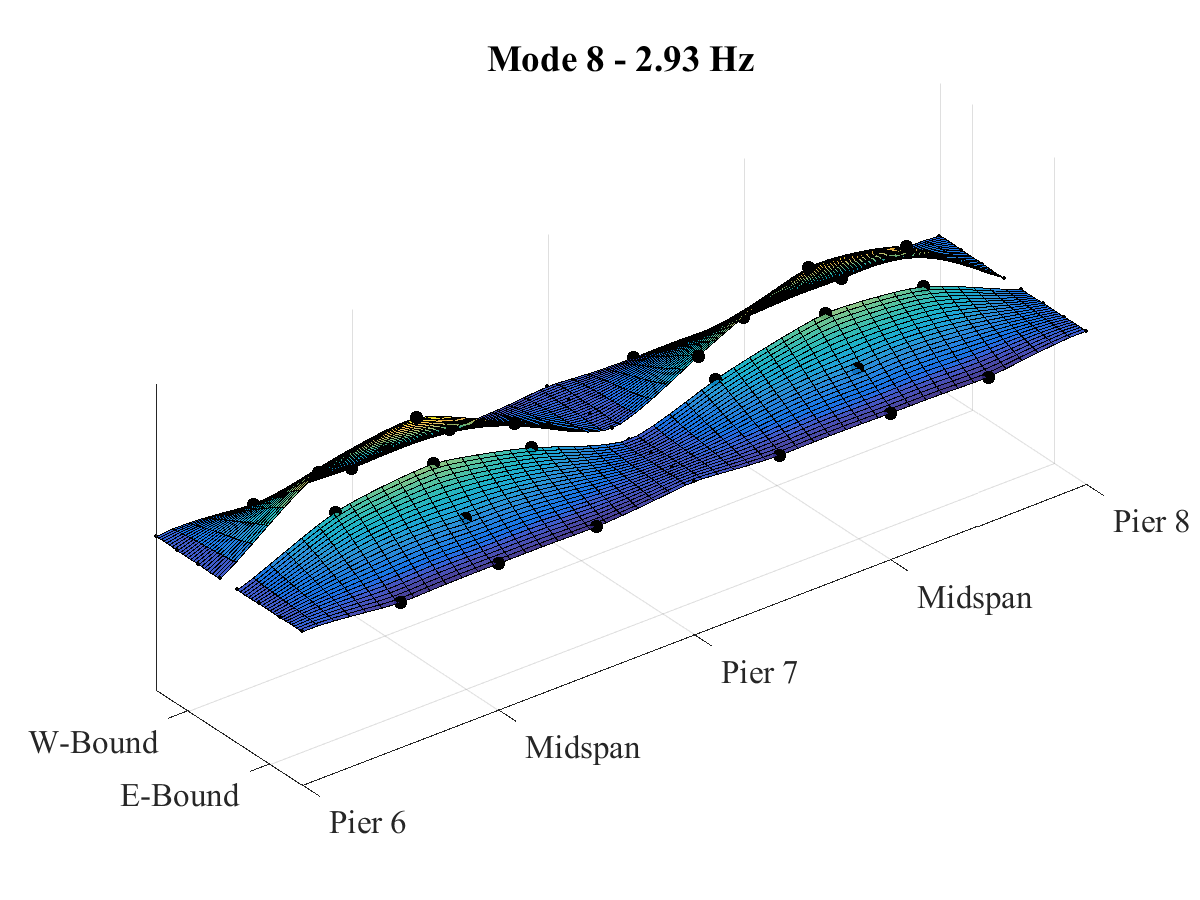 Mode 8 - 2.93 Hz
Pier 8
Midspan
Pier 7
W-Bound
Midspan
E-Bound
Pier 6